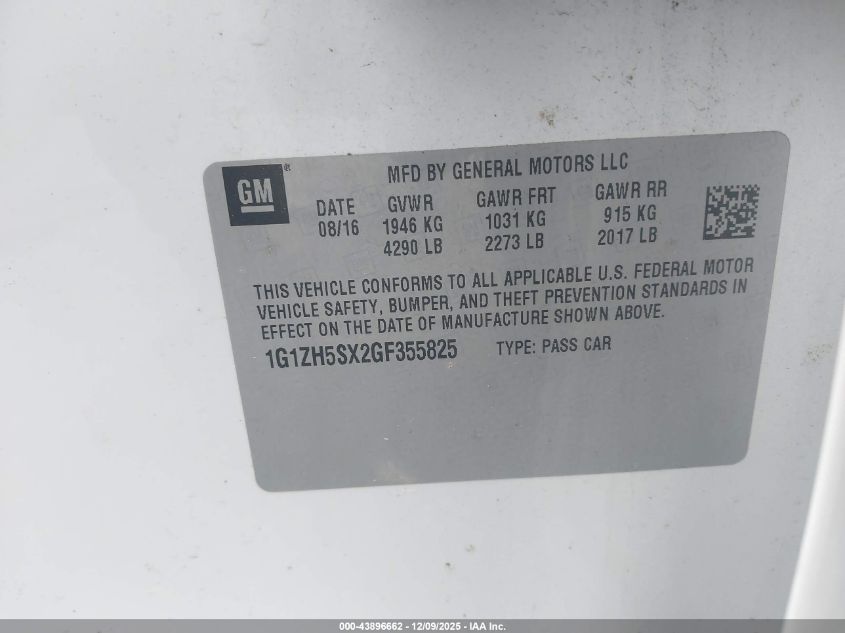 GM®
MFD BY GENERAL MOTORS LLC
DATE GVWR GAWR FRT GAWR RR
08/16 1946 KG 1031 KG 915 KG
4290 LB 2273 LB 2017 LB
THIS VEHICLE CONFORMS TO ALL APPLICABLE U.S. FEDERAL MOTOR
VEHICLE SAFETY, BUMPER, AND THEFT PREVENTION STANDARDS IN
EFFECT ON THE DATE OF MANUFACTURE SHOWN ABOVE.
1G1ZH5SX2GF355825 TYPE: PASS CAR
000-43896662 - 12/09/2025 - IAA Inc.